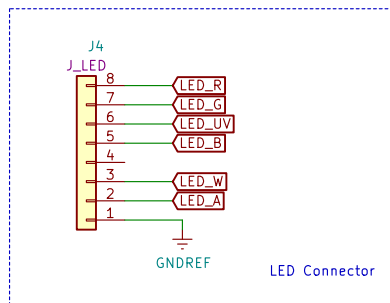 J4
J_LED
8 LED_R
7 LED_G
6 LED_UV
5 LED_B
4
3 LED_W
2 LED_A
1
GNDREF
LED Connector